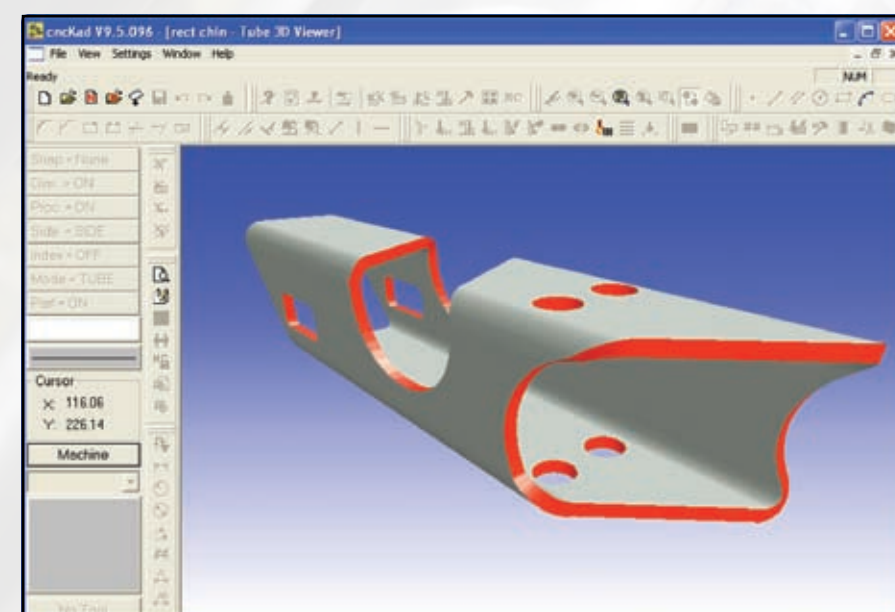 cncKad V9.5.096 - [rect chin - Tube 3D Viewer]
File View Settings Window Help
Ready
NUM
Snap = None
Dim. = ON
Proc. = ON
Side = SIDE
Index = OFF
Mode = TUBE
Part = ON
Cursor
X: 116.06
Y: 226.14
Machine
No Tool